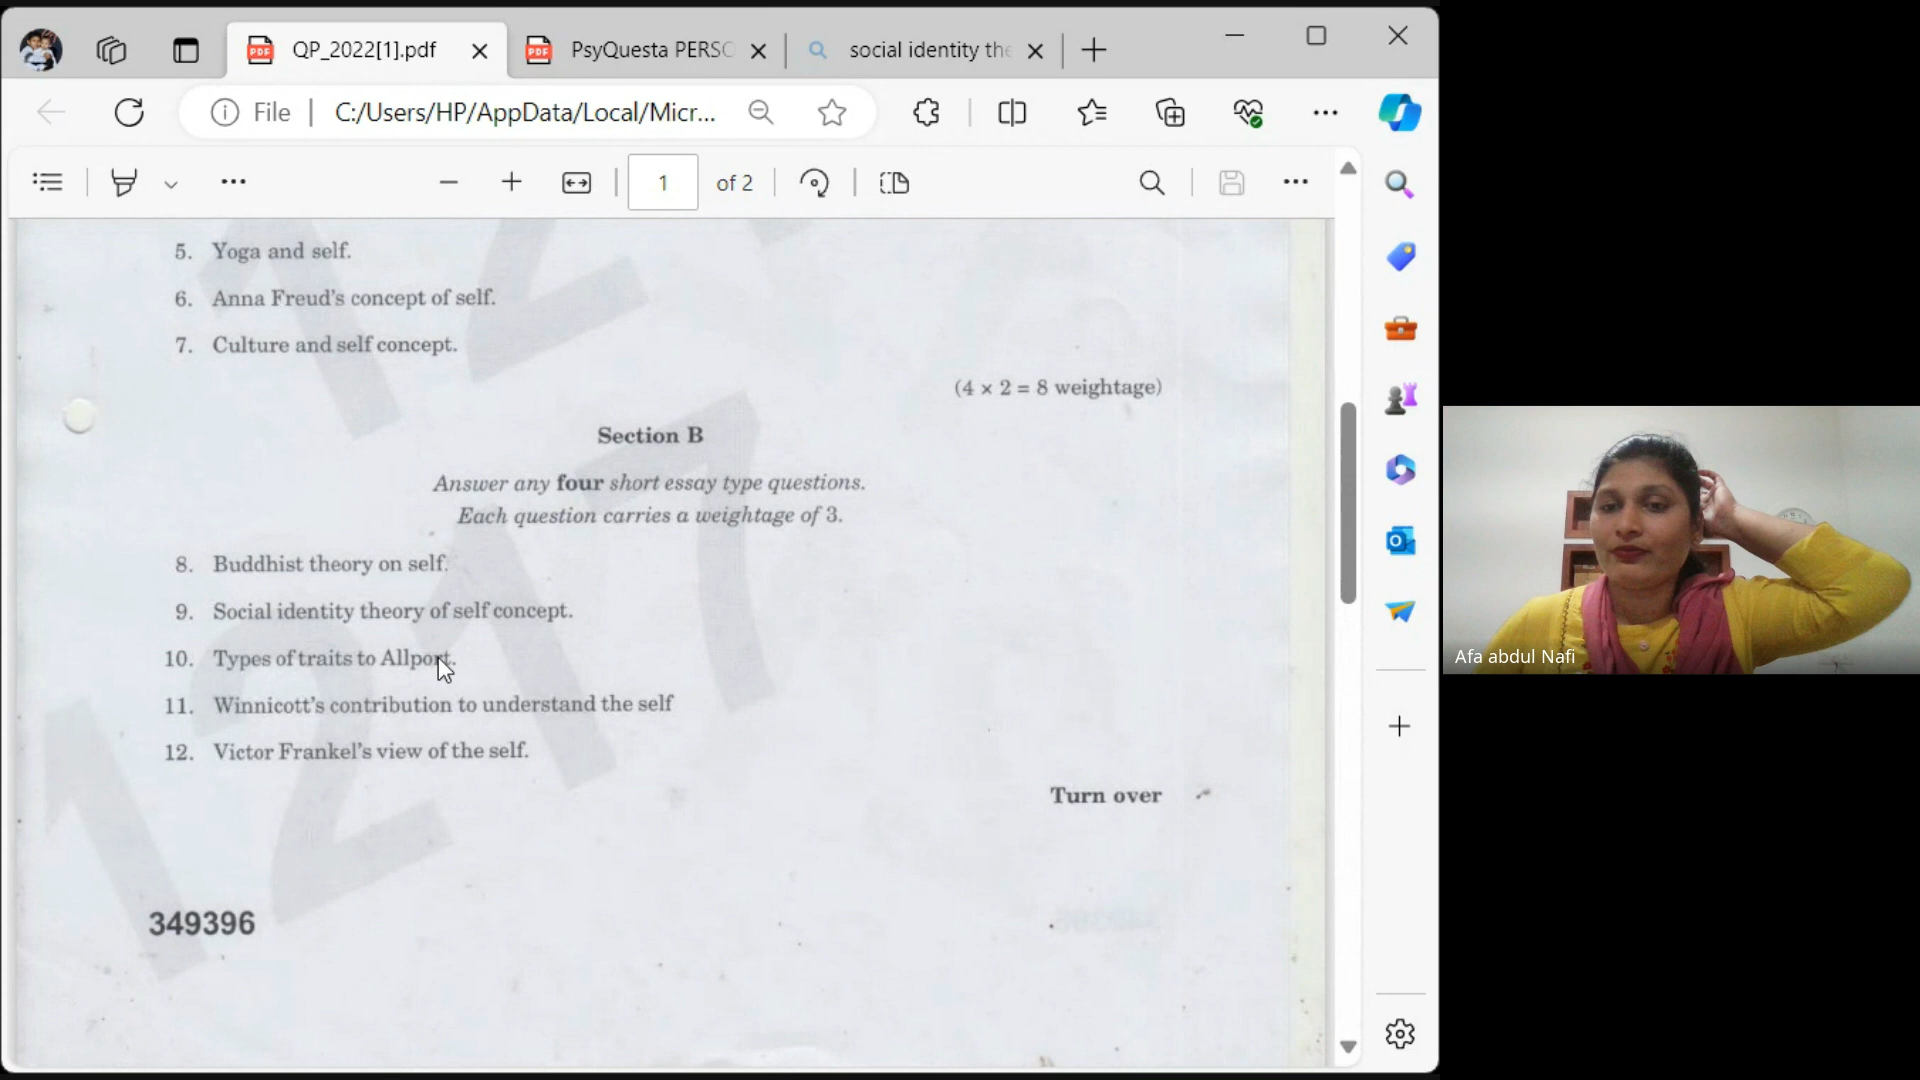 QP_2022[1].pdf
PsyQuesta PERSO
social identity the
File
C:/Users/HP/AppData/Local/Micr...
1
of 2
5. Yoga and self.
6. Anna Freud's concept of self.
7. Culture and self concept.
(4 × 2 = 8 weightage)
Section B
Answer any four short essay type questions.
Each question carries a weightage of 3.
8. Buddhist theory on self.
9. Social identity theory of self concept.
10. Types of traits to Allport.
11. Winnicott's contribution to understand the self
12. Victor Frankel's view of the self.
Turn over
349396
Afa abdul Nafi